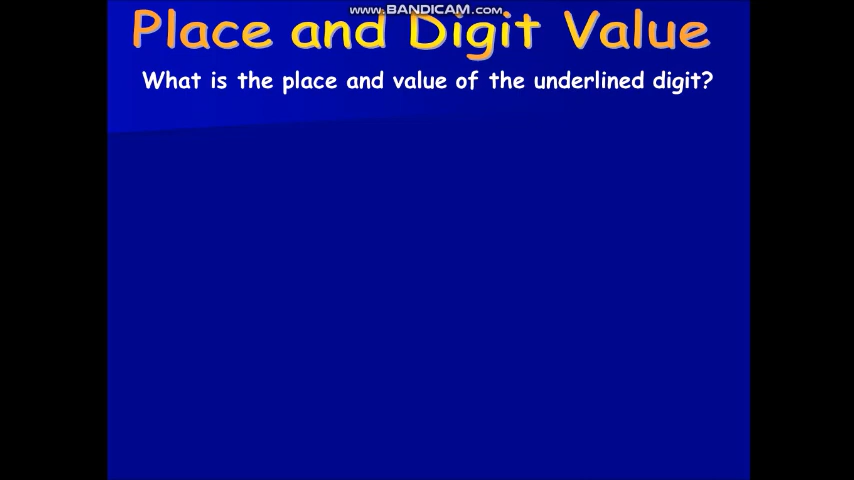 www.BANDICAM.com
Place and Digit Value
What is the place and value of the underlined digit?